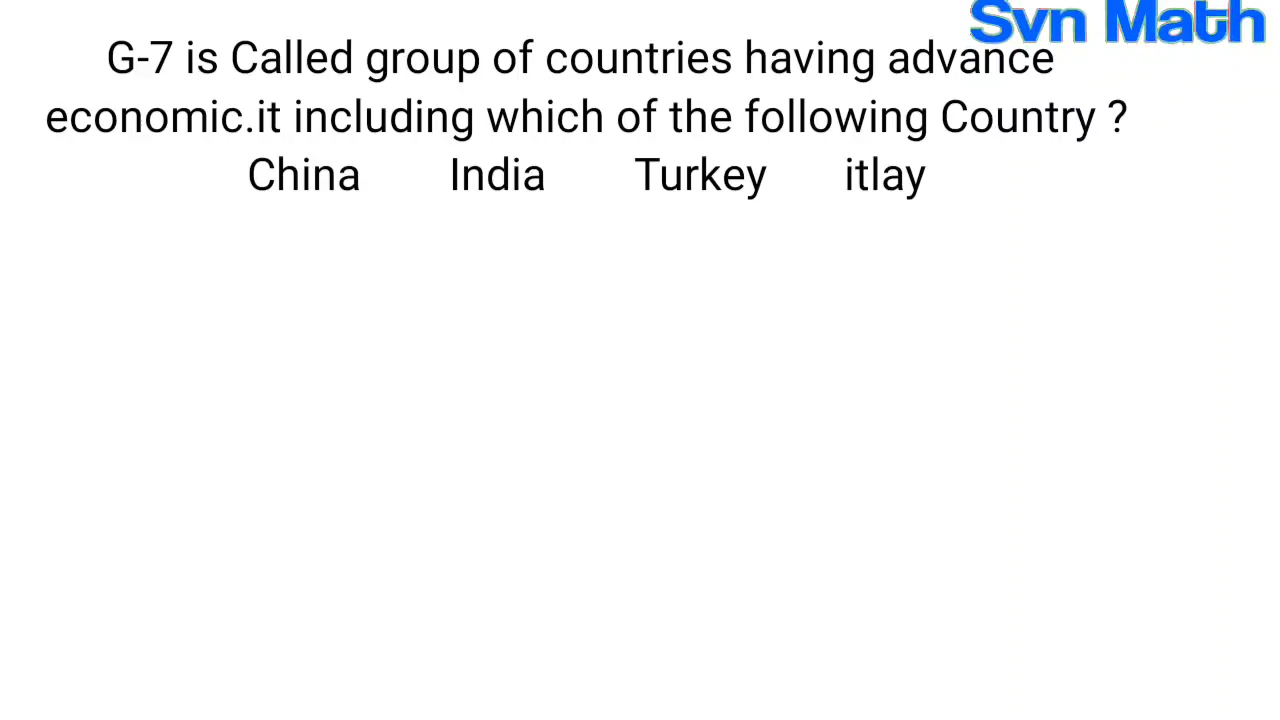 Svn Math
G-7 is Called group of countries having advance
economic.it including which of the following Country ?
China India Turkey itlay